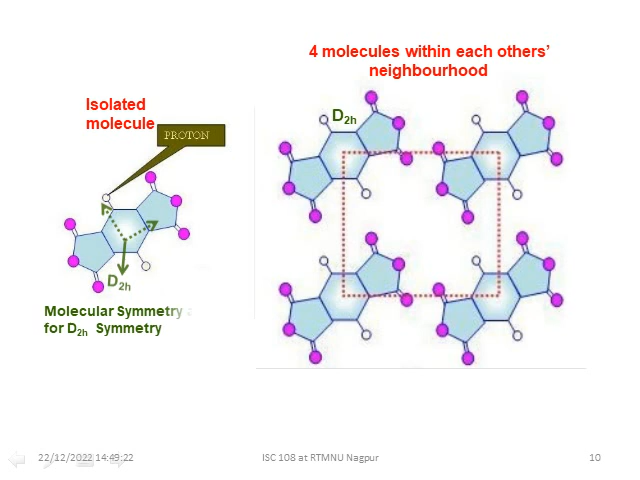 4 molecules within each others’
neighbourhood
Isolated
molecule
PROTON
D2h
D2h
Molecular Symmetry
for D2h Symmetry
22/12/2022 14:49:22
ISC 108 at RTMNU Nagpur
10